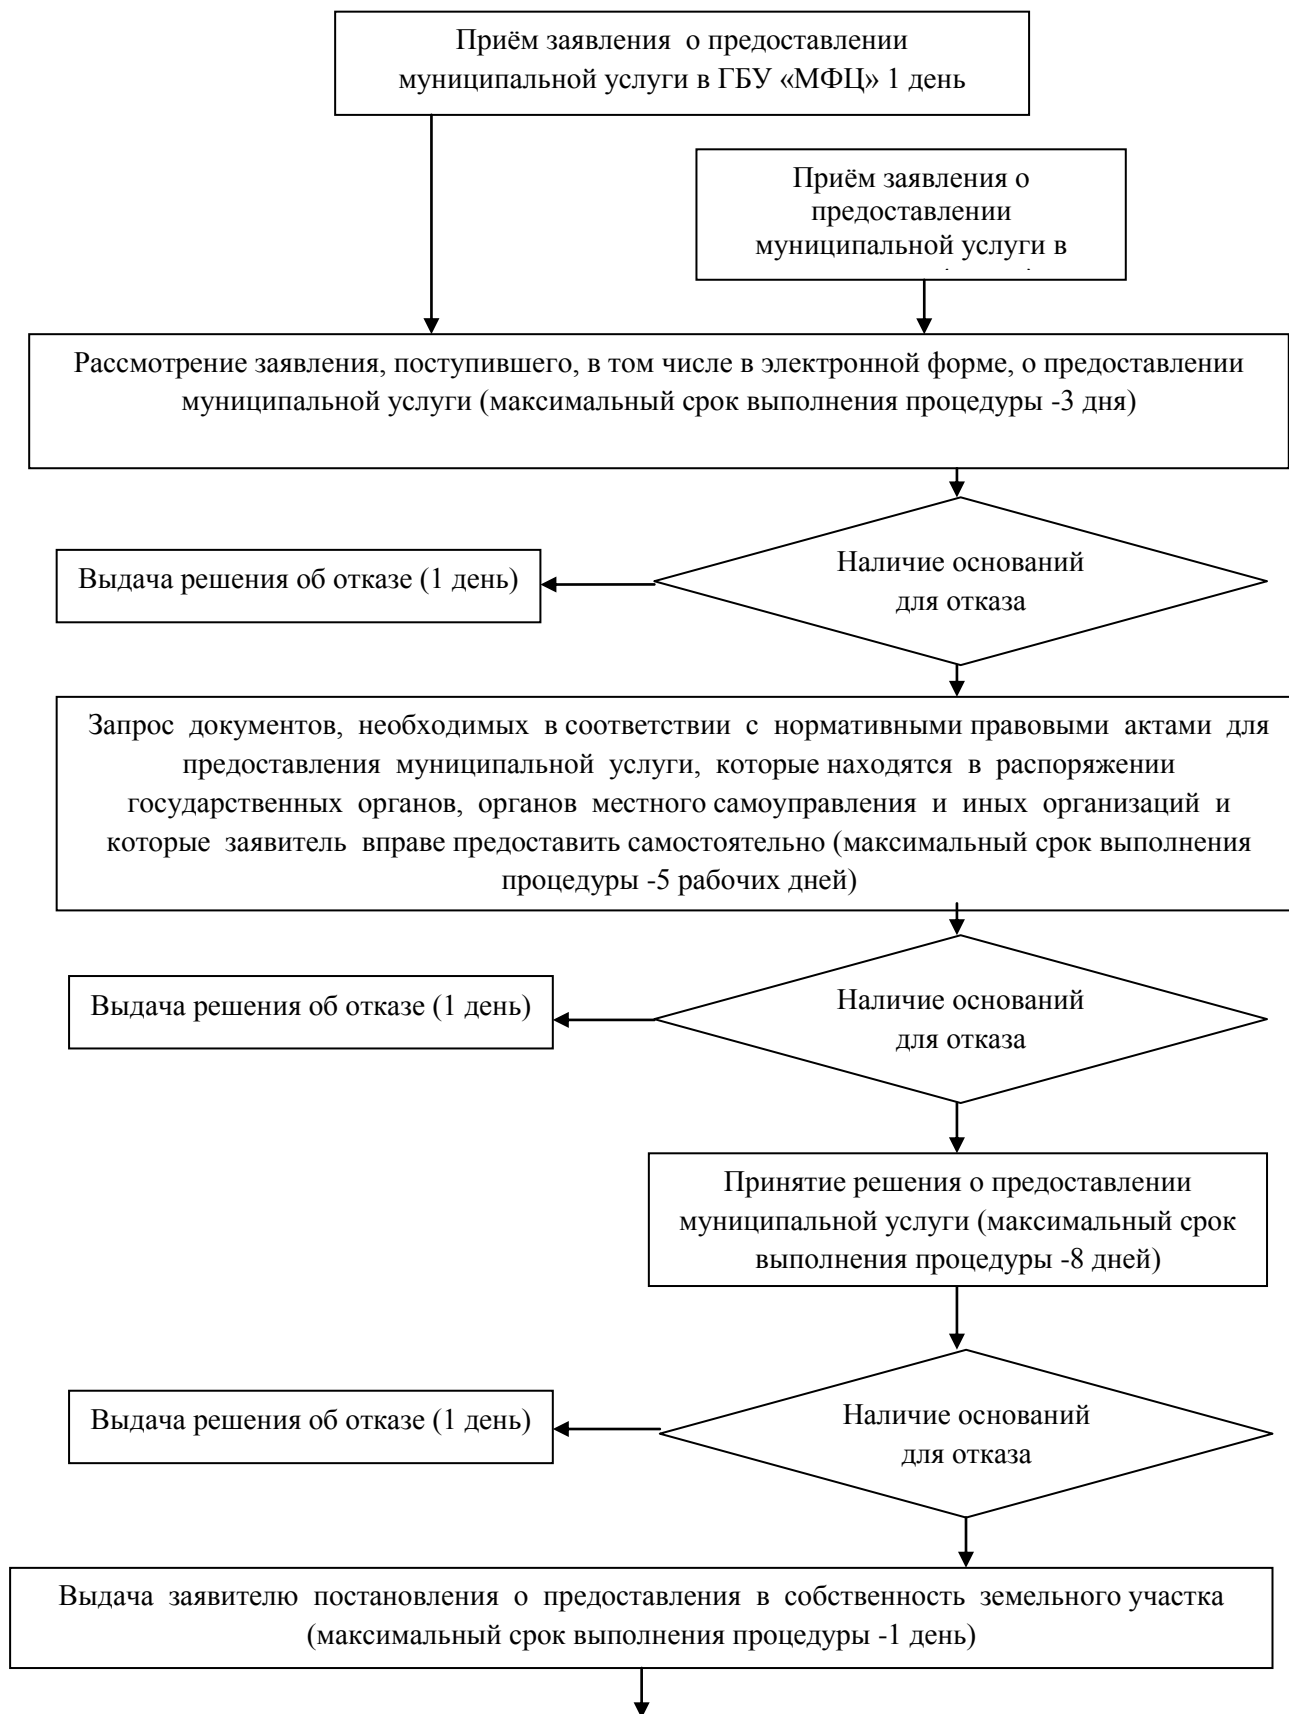 Приём заявления о предоставлении
муниципальной услуги в ГБУ «МФЦ» 1 день
Приём заявления о
предоставлении
муниципальной услуги в
Рассмотрение заявления, поступившего, в том числе в электронной форме, о предоставлении
муниципальной услуги (максимальный срок выполнения процедуры -3 дня)
Наличие оснований
для отказа
Выдача решения об отказе (1 день)
Запрос документов, необходимых в соответствии с нормативными правовыми актами для
предоставления муниципальной услуги, которые находятся в распоряжении
государственных органов, органов местного самоуправления и иных организаций и
которые заявитель вправе предоставить самостоятельно (максимальный срок выполнения
процедуры -5 рабочих дней)
Наличие оснований
для отказа
Выдача решения об отказе (1 день)
Принятие решения о предоставлении
муниципальной услуги (максимальный срок
выполнения процедуры -8 дней)
Наличие оснований
для отказа
Выдача решения об отказе (1 день)
Выдача заявителю постановления о предоставления в собственность земельного участка
(максимальный срок выполнения процедуры -1 день)